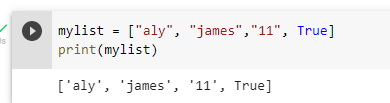 mylist = ["aly", "james","11", True]
print(mylist)
['aly', 'james', '11', True]